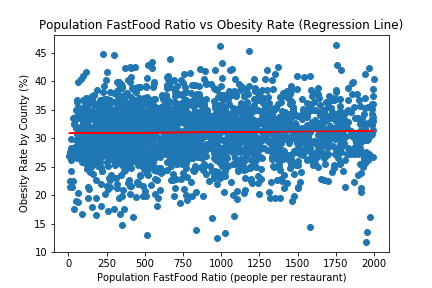 Population FastFood Ratio vs Obesity Rate (Regression Line)
45
40
35
30
25
20
15
10
Obesity Rate by County (%)
0 250 500 750 1000 1250 1500 1750 2000
Population FastFood Ratio (people per restaurant)